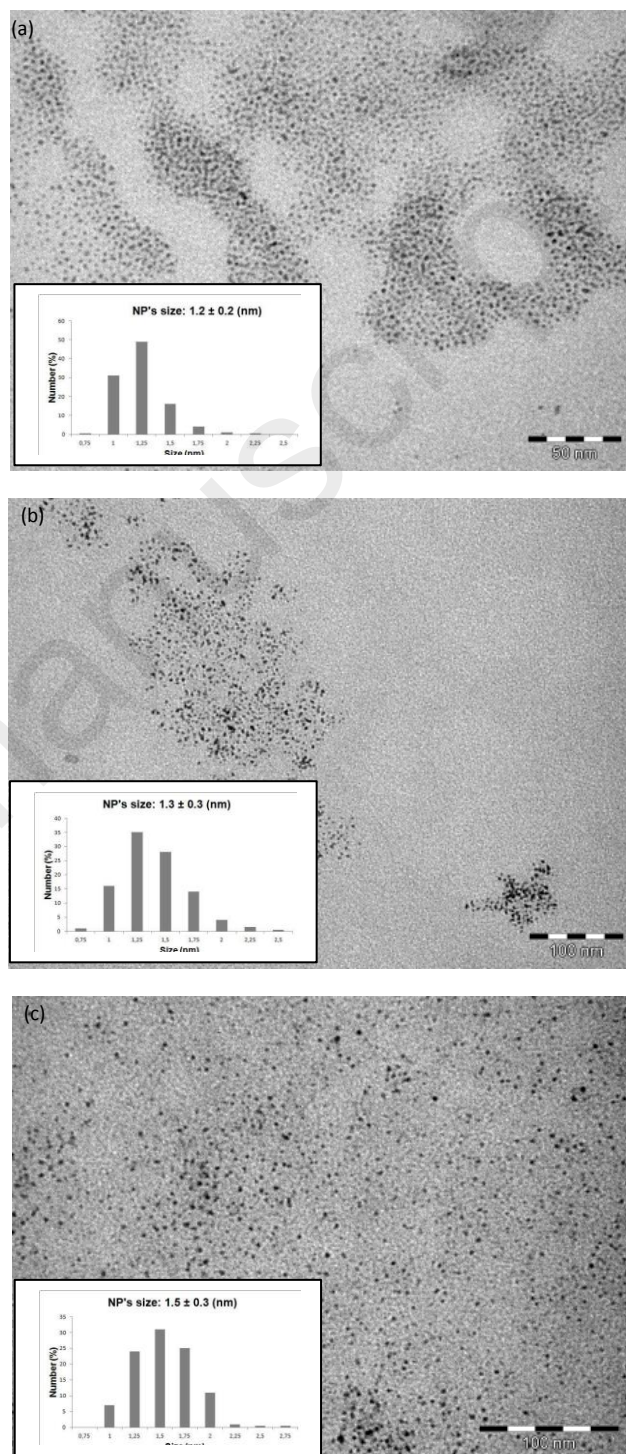 (a)
NP's size: 1.2 ± 0.2 (nm)
Number (%)
60
50
40
30
20
10
0
0,75 1 1,25 1,5 1,75 2 2,25 2,5
Size (nm)
50 nm
(b)
NP's size: 1.3 ± 0.3 (nm)
Number (%)
40
35
30
25
20
15
10
5
0
0,75 1 1,25 1,5 1,75 2 2,25 2,5
Size (nm)
100 nm
(c)
NP's size: 1.5 ± 0.3 (nm)
Number (%)
35
30
25
20
15
10
5
0
0,75 1 1,25 1,5 1,75 2 2,25 2,5 2,75
Size (nm)
100 nm